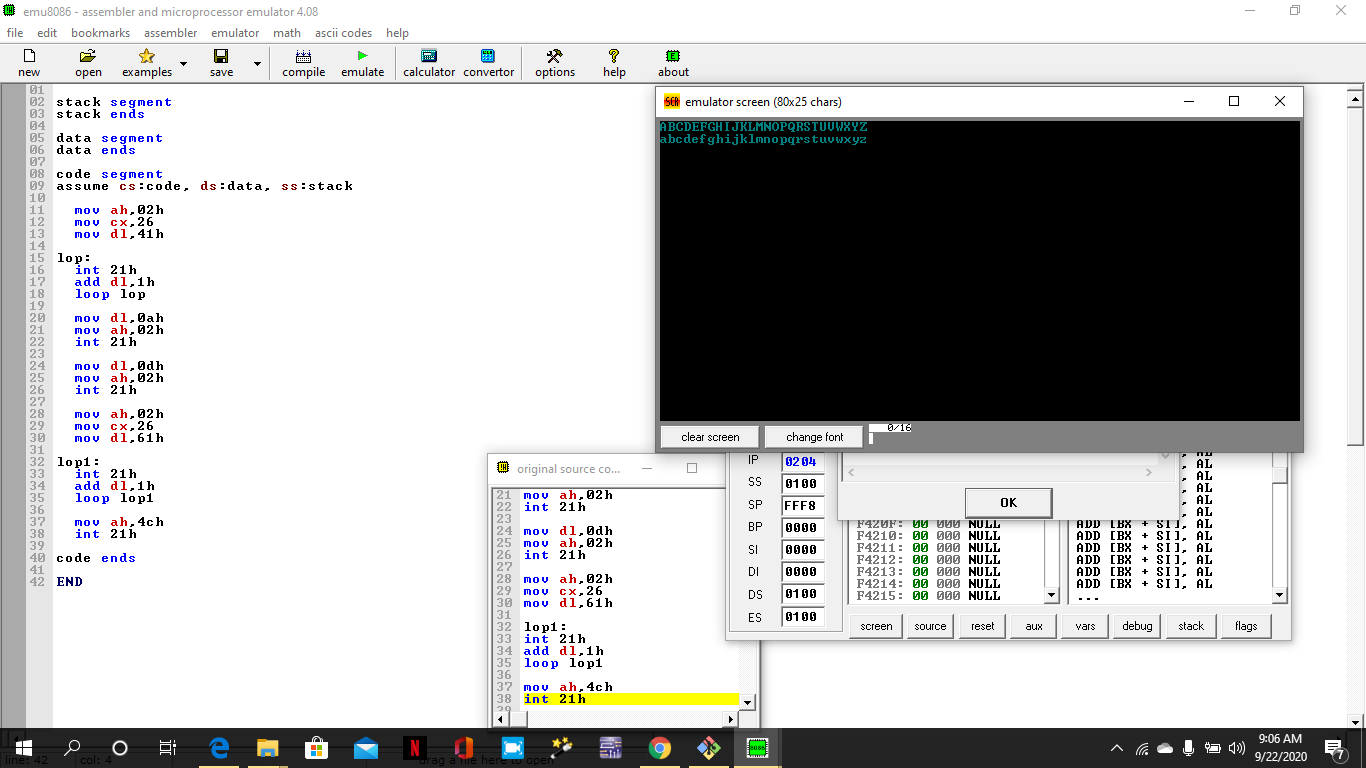 emu8086 - assembler and microprocessor emulator 4.08
file edit bookmarks assembler emulator math ascii codes help
new open examples save compile emulate calculator convertor options help about
01
02 stack segment
03 stack ends
04
05 data segment
06 data ends
07
08 code segment
09 assume cs:code, ds:data, ss:stack
10
11 mov ah,02h
12 mov cx,26
13 mov dl,41h
14
15 lop:
16 int 21h
17 add dl,1h
18 loop lop
19
20 mov dl,0ah
21 mov ah,02h
22 int 21h
23
24 mov dl,0dh
25 mov ah,02h
26 int 21h
27
28 mov ah,02h
29 mov cx,26
30 mov dl,61h
31
32 lop1:
33 int 21h
34 add dl,1h
35 loop lop1
36
37 mov ah,4ch
38 int 21h
39
40 code ends
41
42 END
SCR emulator screen (80x25 chars)
ABCDEFGHIJKLMNOPQRSTUVWXYZ
abcdefghijklmnopqrstuvwxyz
clear screen change font 0/16
original source co...
21 mov ah,02h
22 int 21h
23
24 mov dl,0dh
25 mov ah,02h
26 int 21h
27
28 mov ah,02h
29 mov cx,26
30 mov dl,61h
31
32 lop1:
33 int 21h
34 add dl,1h
35 loop lop1
36
37 mov ah,4ch
38 int 21h
IP 0204
SS 0100
SP FFF8
BP 0000
SI 0000
DI 0000
DS 0100
ES 0100
OK
F420F: 00 000 NULL
F4210: 00 000 NULL
F4211: 00 000 NULL
F4212: 00 000 NULL
F4213: 00 000 NULL
F4214: 00 000 NULL
F4215: 00 000 NULL
, AL
, AL
, AL
, AL
, AL
, AL
ADD [BX + SI], AL
ADD [BX + SI], AL
ADD [BX + SI], AL
ADD [BX + SI], AL
ADD [BX + SI], AL
ADD [BX + SI], AL
...
screen source reset aux vars debug stack flags
line: 42 col: 4 drag a file here to open
9:06 AM
9/22/2020
7